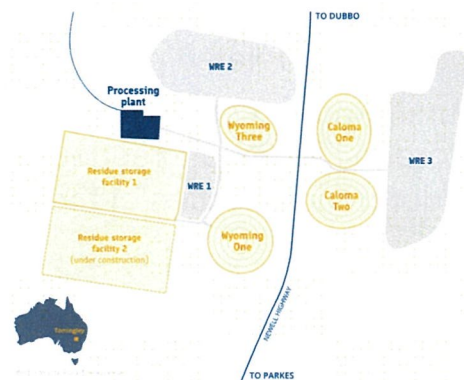 TO DUBBO
WRE 2
Processing
plant
Wyoming
Three
Caloma
One
WRE 3
Residue storage
facility 1
WRE 1
Caloma
Two
Residue storage
facility 2
(under construction)
Wyoming
One
NEWELL HIGHWAY
Tomingley
TO PARKES